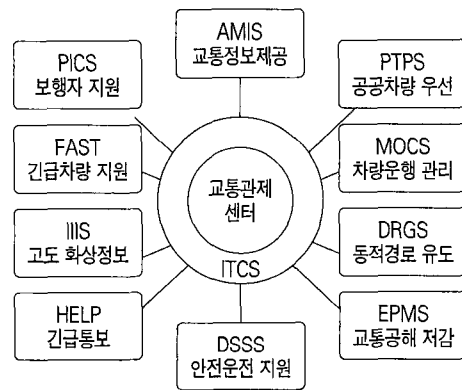 AMIS
교통정보제공
PICS
보행자 지원
PTPS
공공차량 우선
FAST
긴급차량 지원
MOCS
차량운행 관리
교통관제
센터
IIIS
고도 화상정보
DRGS
동적경로 유도
ITCS
HELP
긴급통보
EPMS
교통공해 저감
DSSS
안전운전 지원